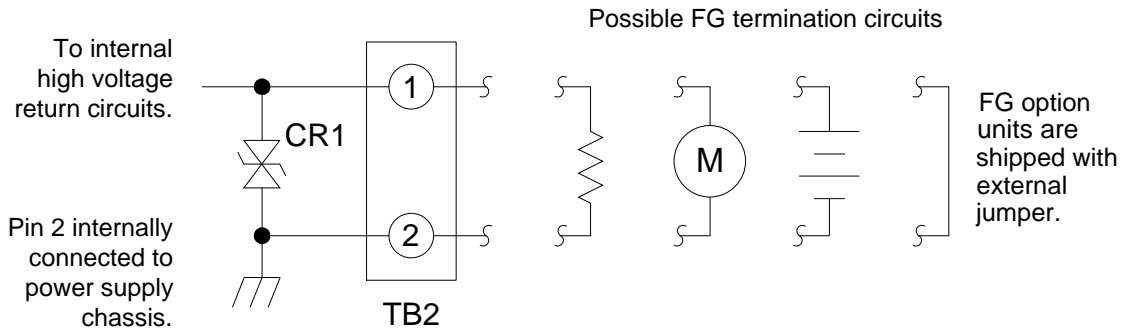 Possible FG termination circuits
To internal
high voltage
return circuits.
1
CR1
M
FG option
units are
shipped with
external
jumper.
Pin 2 internally
connected to
power supply
chassis.
2
TB2